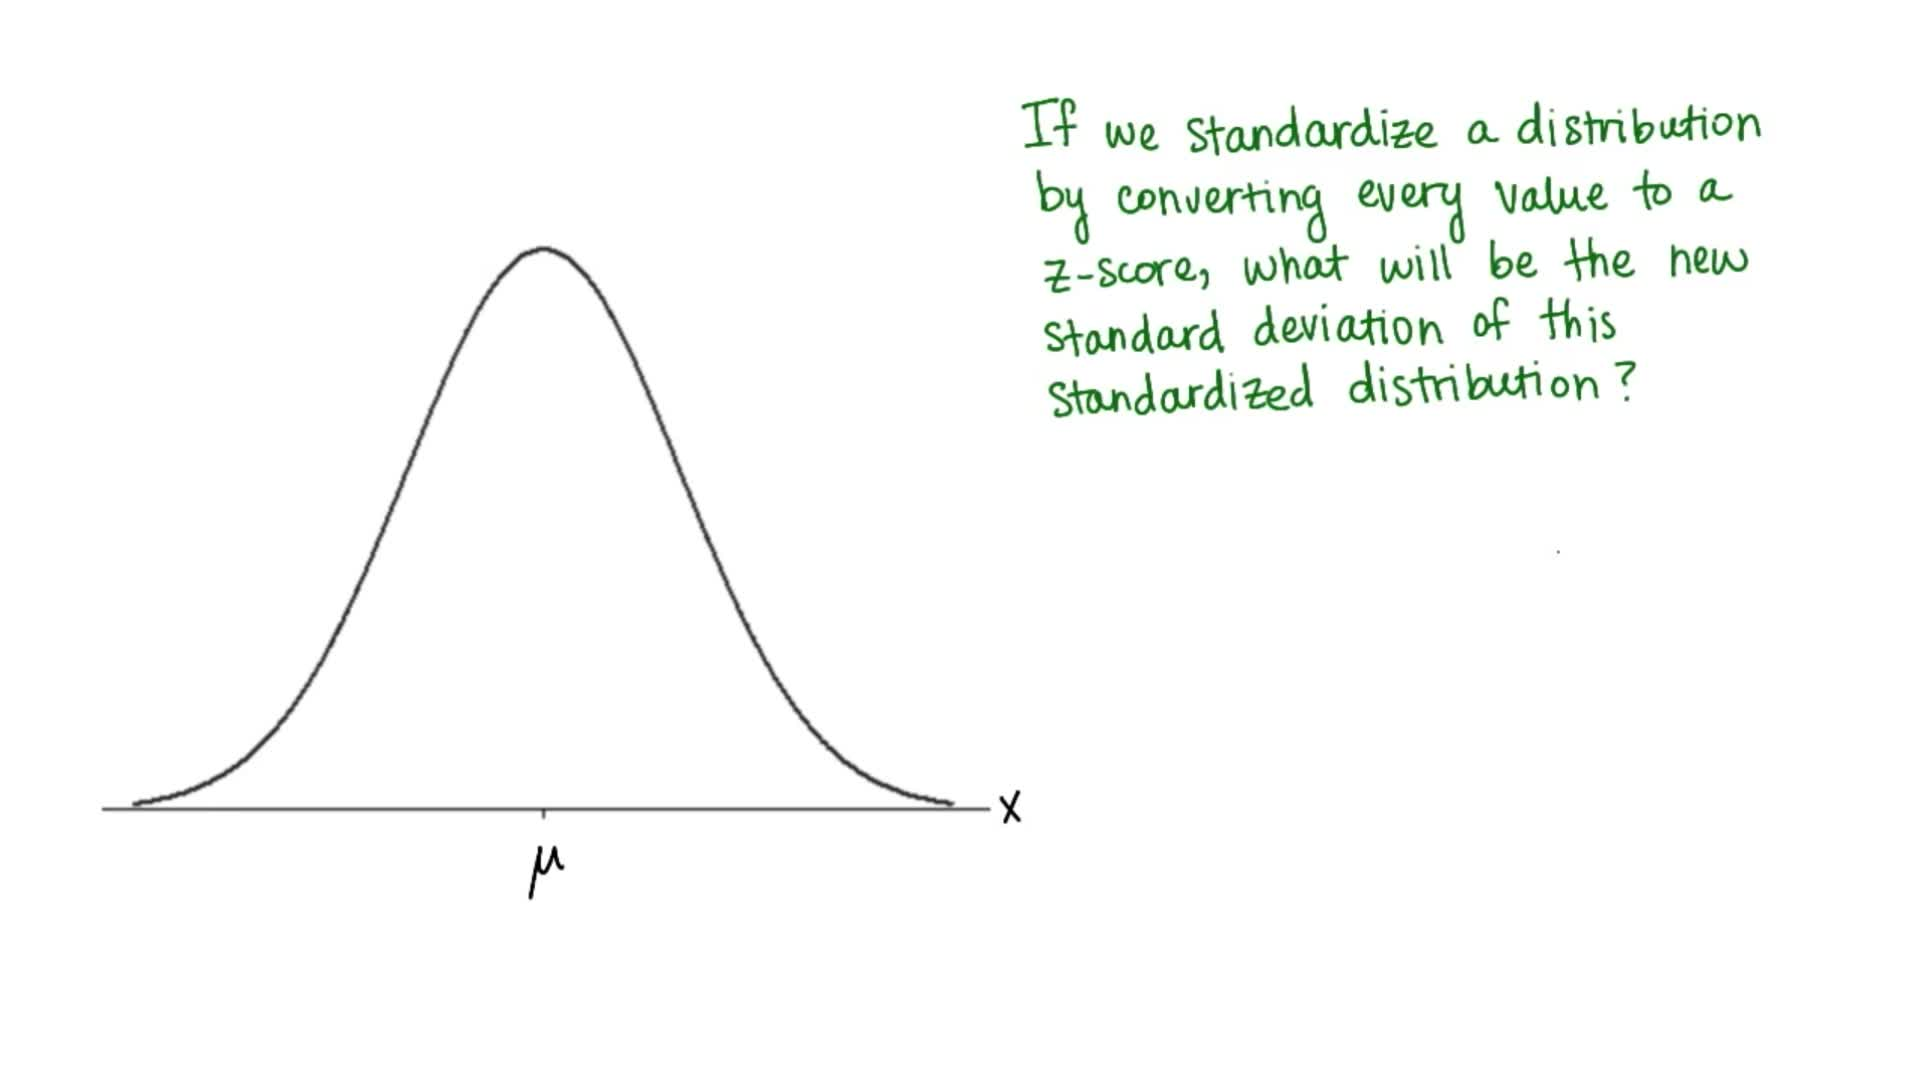 If we standardize a distribution
by converting every value to a
z-score, what will be the new
standard deviation of this
standardized distribution?
x
μ